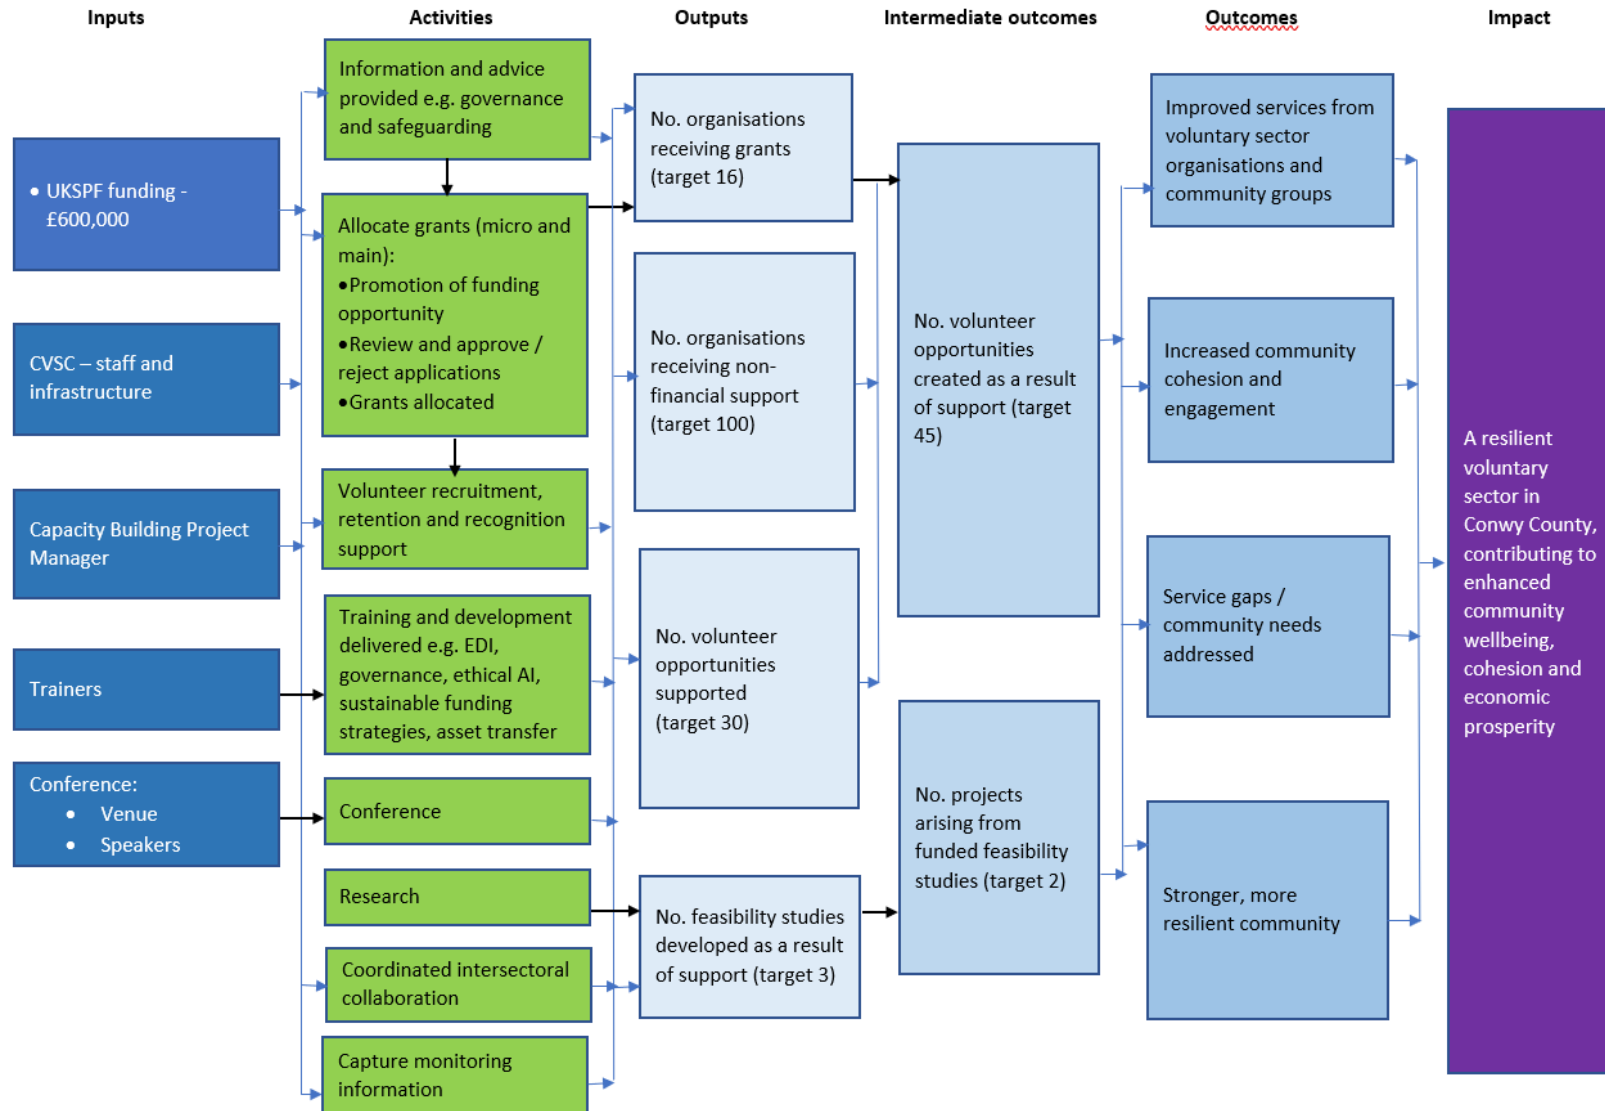 Inputs
Activities
Outputs
Intermediate outcomes
Outcomes
Impact
• UKSPF funding -
£600,000
CVSC – staff and
infrastructure
Capacity Building Project
Manager
Trainers
Conference:
• Venue
• Speakers
Information and advice
provided e.g. governance
and safeguarding
Allocate grants (micro and
main):
•Promotion of funding
opportunity
•Review and approve /
reject applications
•Grants allocated
Volunteer recruitment,
retention and recognition
support
Training and development
delivered e.g. EDI,
governance, ethical AI,
sustainable funding
strategies, asset transfer
Conference
Research
Coordinated intersectoral
collaboration
Capture monitoring
information
No. organisations
receiving grants
(target 16)
No. organisations
receiving non-
financial support
(target 100)
No. volunteer
opportunities
supported
(target 30)
No. feasibility studies
developed as a result
of support (target 3)
No. volunteer
opportunities
created as a result
of support (target
45)
No. projects
arising from
funded feasibility
studies (target 2)
Improved services from
voluntary sector
organisations and
community groups
Increased community
cohesion and
engagement
Service gaps /
community needs
addressed
Stronger, more
resilient community
A resilient
voluntary
sector in
Conwy County,
contributing to
enhanced
community
wellbeing,
cohesion and
economic
prosperity